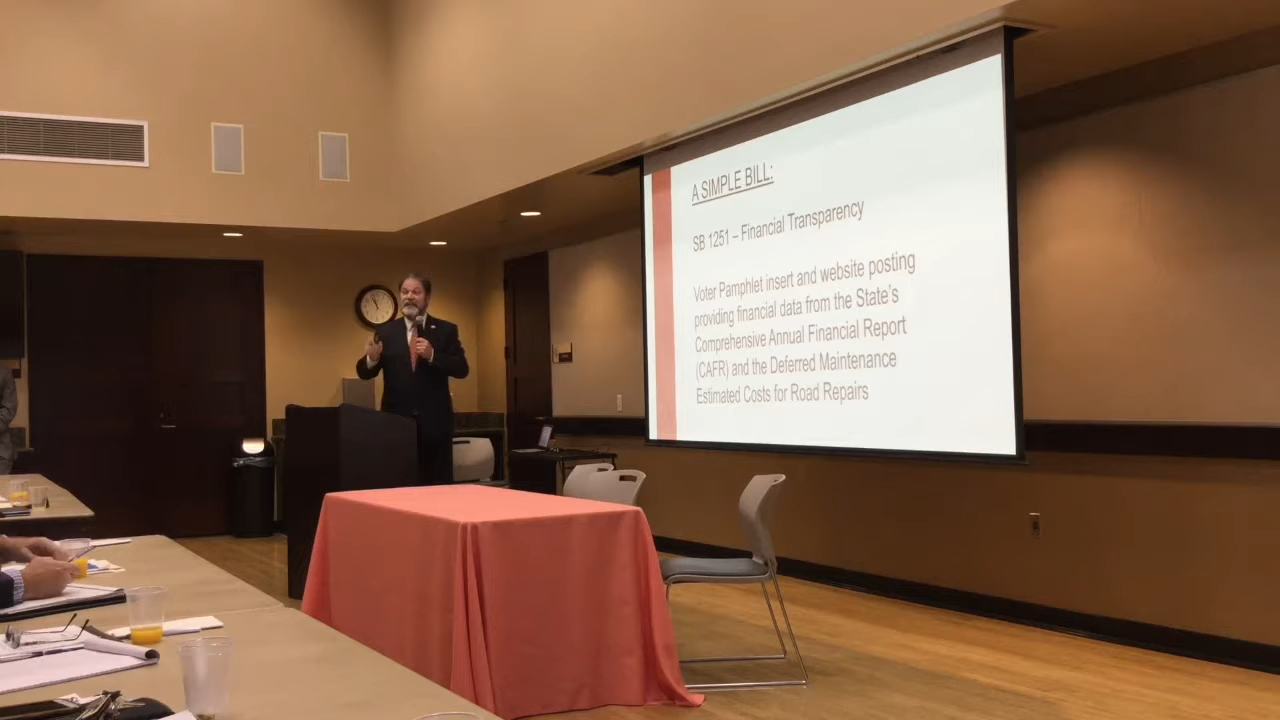 A SIMPLE BILL:
SB 1251 – Financial Transparency
Voter Pamphlet insert and website posting
providing financial data from the State's
Comprehensive Annual Financial Report
(CAFR) and the Deferred Maintenance
Estimated Costs for Road Repairs